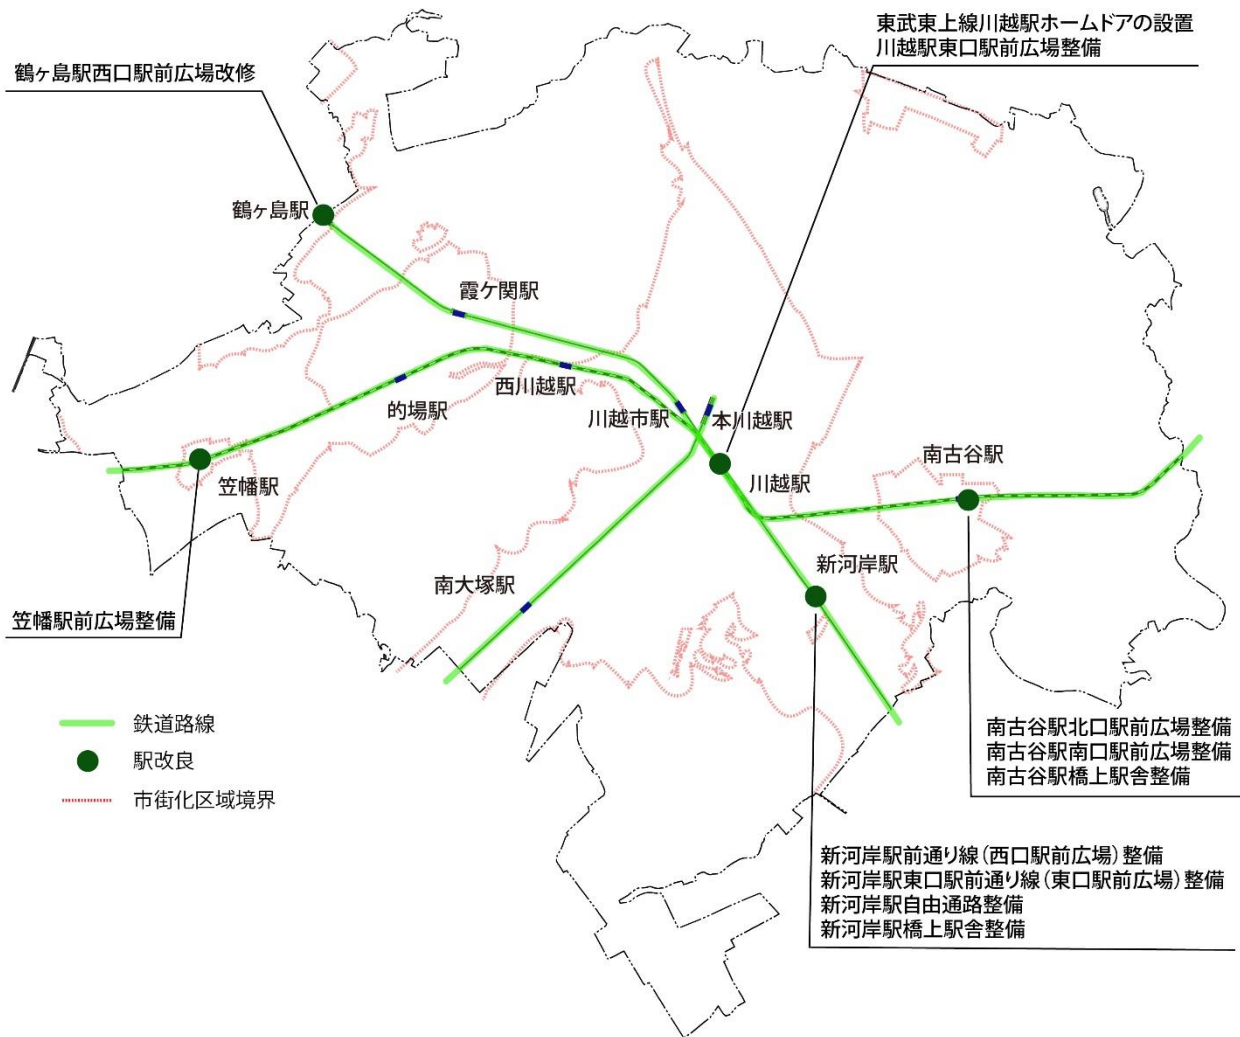 東武東上線川越駅ホームドアの設置
川越駅東口駅前広場整備
鶴ヶ島駅西口駅前広場改修
鶴ヶ島駅
霞ケ関駅
西川越駅
的場駅
川越市駅
本川越駅
川越駅
南古谷駅
笠幡駅
新河岸駅
南大塚駅
笠幡駅前広場整備
鉄道路線
駅改良
市街化区域境界
南古谷駅北口駅前広場整備
南古谷駅南口駅前広場整備
南古谷駅橋上駅舎整備
新河岸駅前通り線(西口駅前広場)整備
新河岸駅東口駅前通り線(東口駅前広場)整備
新河岸駅自由通路整備
新河岸駅橋上駅舎整備